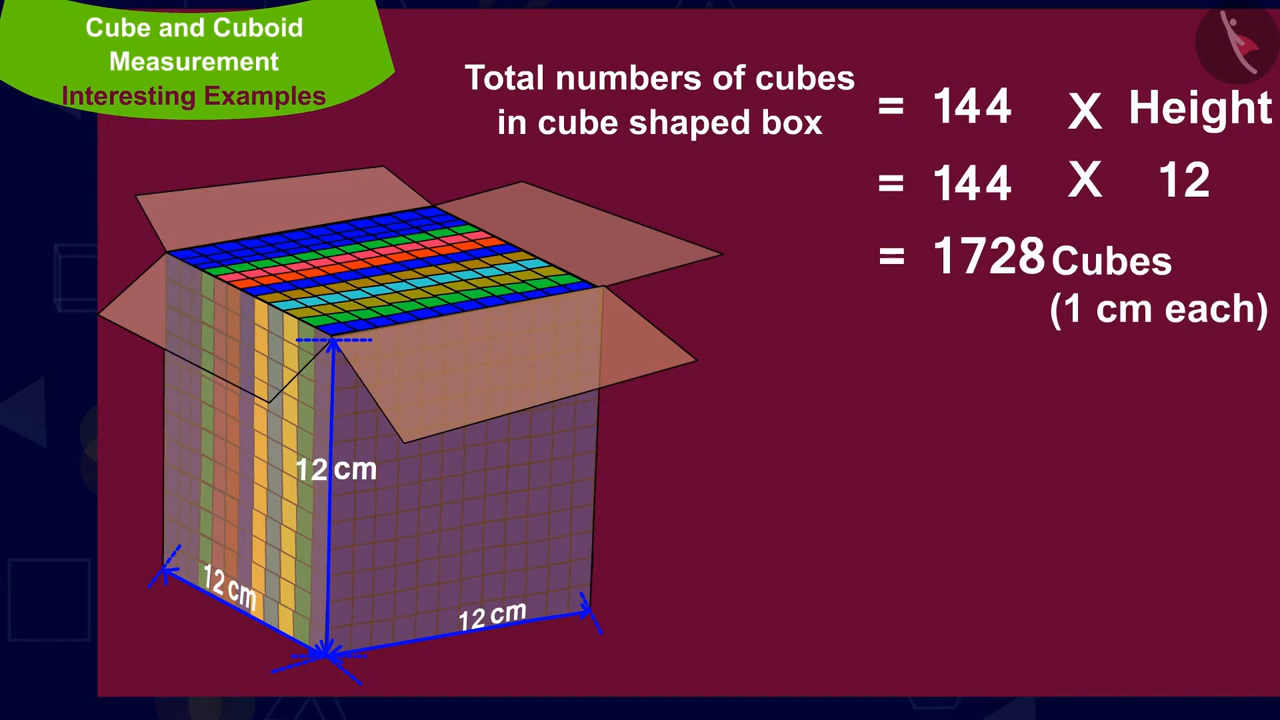 Cube and Cuboid
Measurement
Interesting Examples
Total numbers of cubes
in cube shaped box
= 144 X Height
= 144 X 12
= 1728 Cubes
(1 cm each)
12 cm
12 cm
12 cm